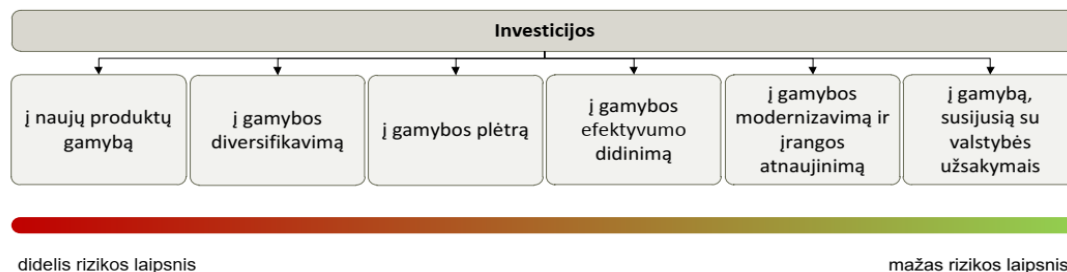 Investicijos
į naujų produktų
gamybą
į gamybos
diversifikavimą
į gamybos plėtrą
į gamybos
efektyvumo
didinimą
į gamybos
modernizavimą ir
įrangos
atnaujinimą
į gamybą,
susijusią su
valstybės
užsakymais
didelis rizikos laipsnis
mažas rizikos laipsnis